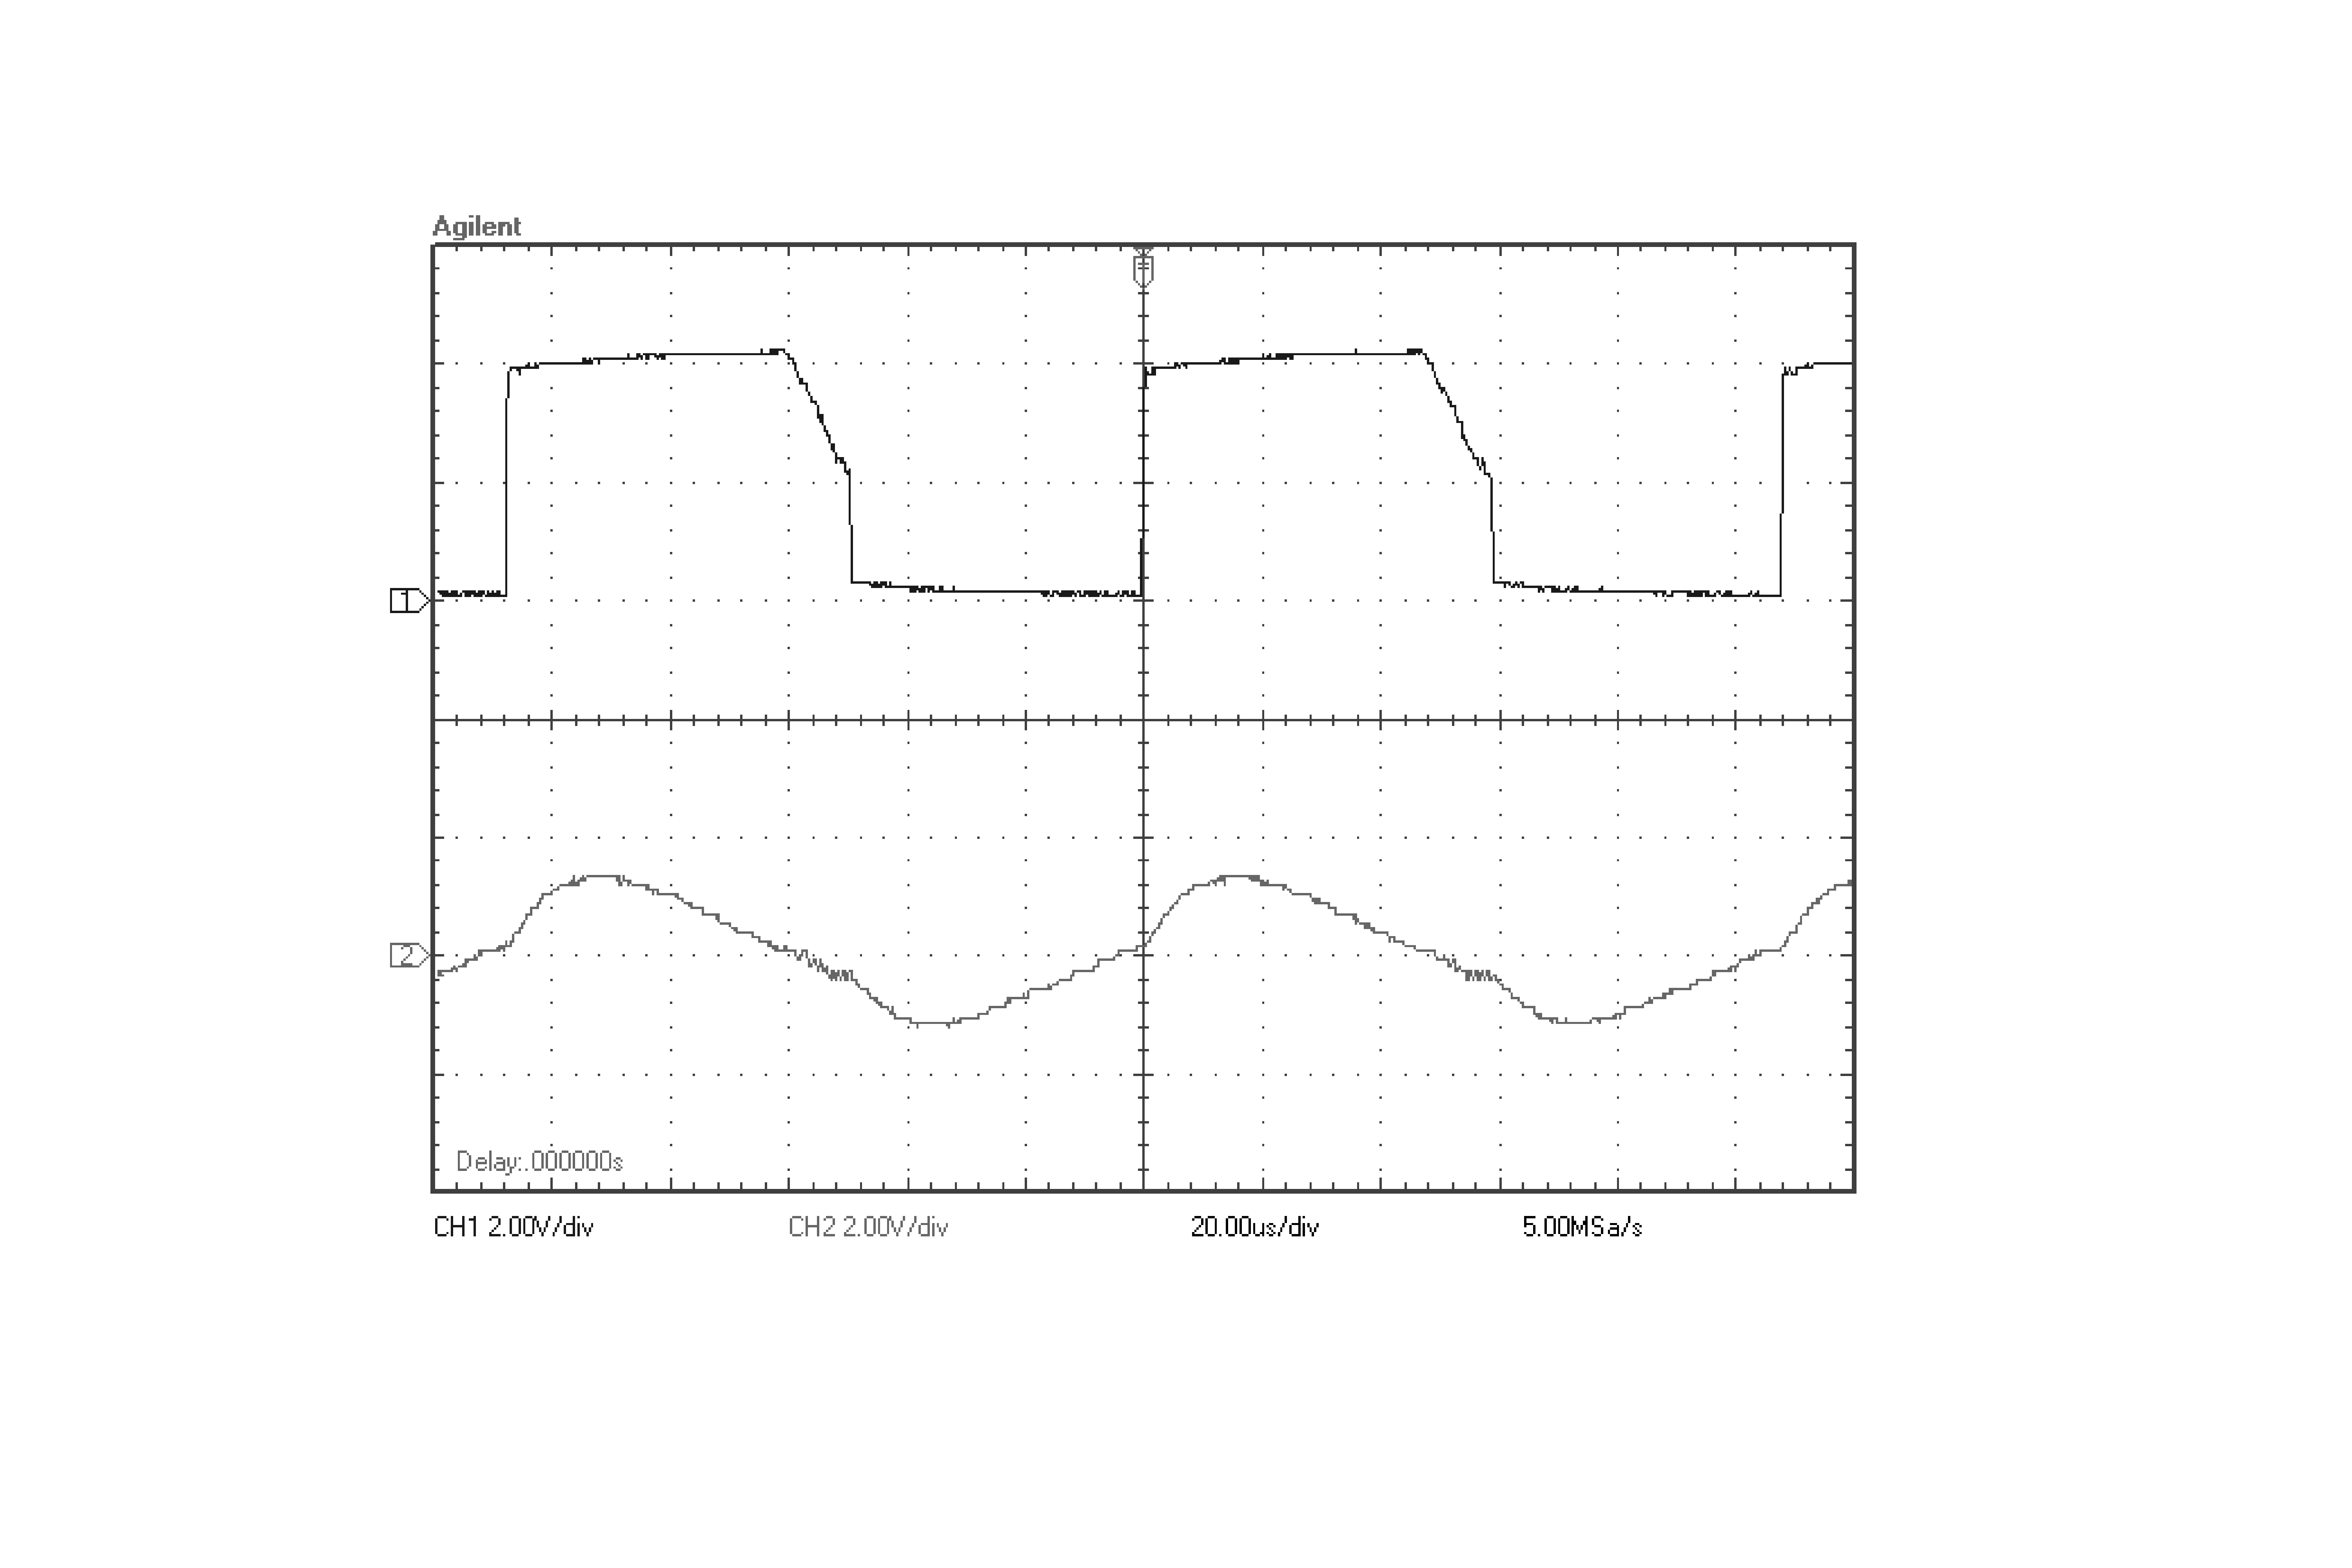 Agilent
1
2
Delay:.000000s
CH1 2.00V/div CH2 2.00V/div 20.00us/div 5.00MSa/s